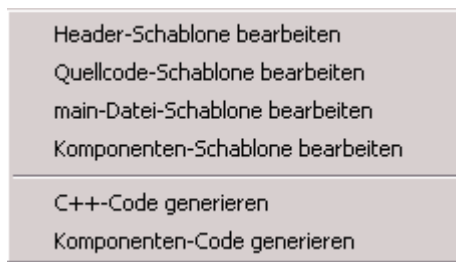 Header-Schablone bearbeiten
Quellcode-Schablone bearbeiten
main-Datei-Schablone bearbeiten
Komponenten-Schablone bearbeiten
C++-Code generieren
Komponenten-Code generieren